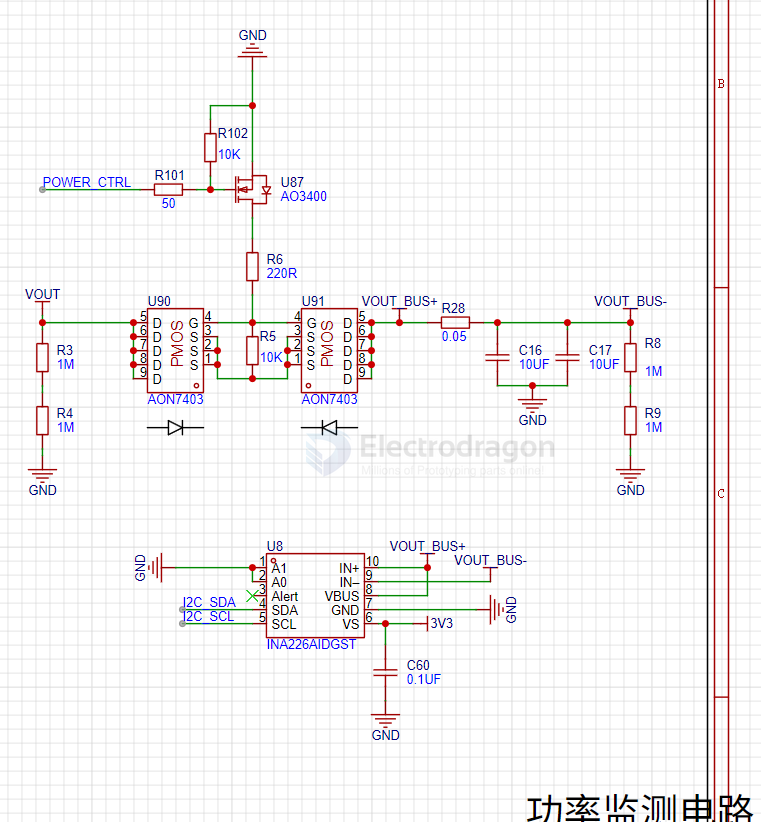 GND
B
R102
10K
POWER_CTRL
R101
50
U87
AO3400
R6
220R
VOUT
U90
U91
VOUT_BUS+
R28
0.05
VOUT_BUS-
5 D G 4
6 D S 3
7 D S 2
8 D S 1
9 D
PMOS
AON7403
R5
10K
4 G D 5
3 S D 6
2 S D 7
1 S D 8
D 9
PMOS
AON7403
R3
1M
R4
1M
GND
C16
10UF
C17
10UF
GND
R8
1M
R9
1M
GND
Electrodragon
C
U8
GND
1 A1 IN+ 10
2 A0 IN– 9
3 Alert VBUS 8
I2C_SDA 4 SDA GND 7
I2C_SCL 5 SCL VS 6
INA226AIDGST
VOUT_BUS+
VOUT_BUS-
GND
3V3
C60
0.1UF
GND
功率监测电路